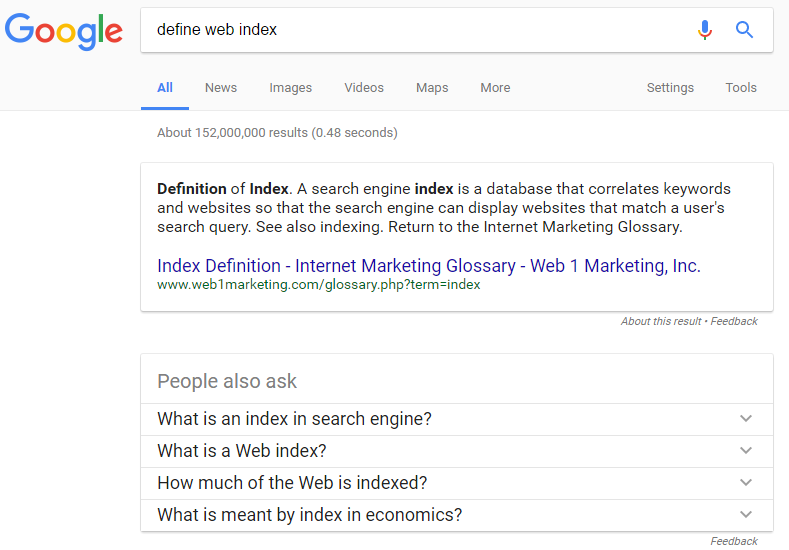 Google
define web index
All News Images Videos Maps More Settings Tools
About 152,000,000 results (0.48 seconds)
Definition of Index. A search engine index is a database that correlates keywords
and websites so that the search engine can display websites that match a user's
search query. See also indexing. Return to the Internet Marketing Glossary.
Index Definition - Internet Marketing Glossary - Web 1 Marketing, Inc.
www.web1marketing.com/glossary.php?term=index
About this result • Feedback
People also ask
What is an index in search engine?
What is a Web index?
How much of the Web is indexed?
What is meant by index in economics?
Feedback